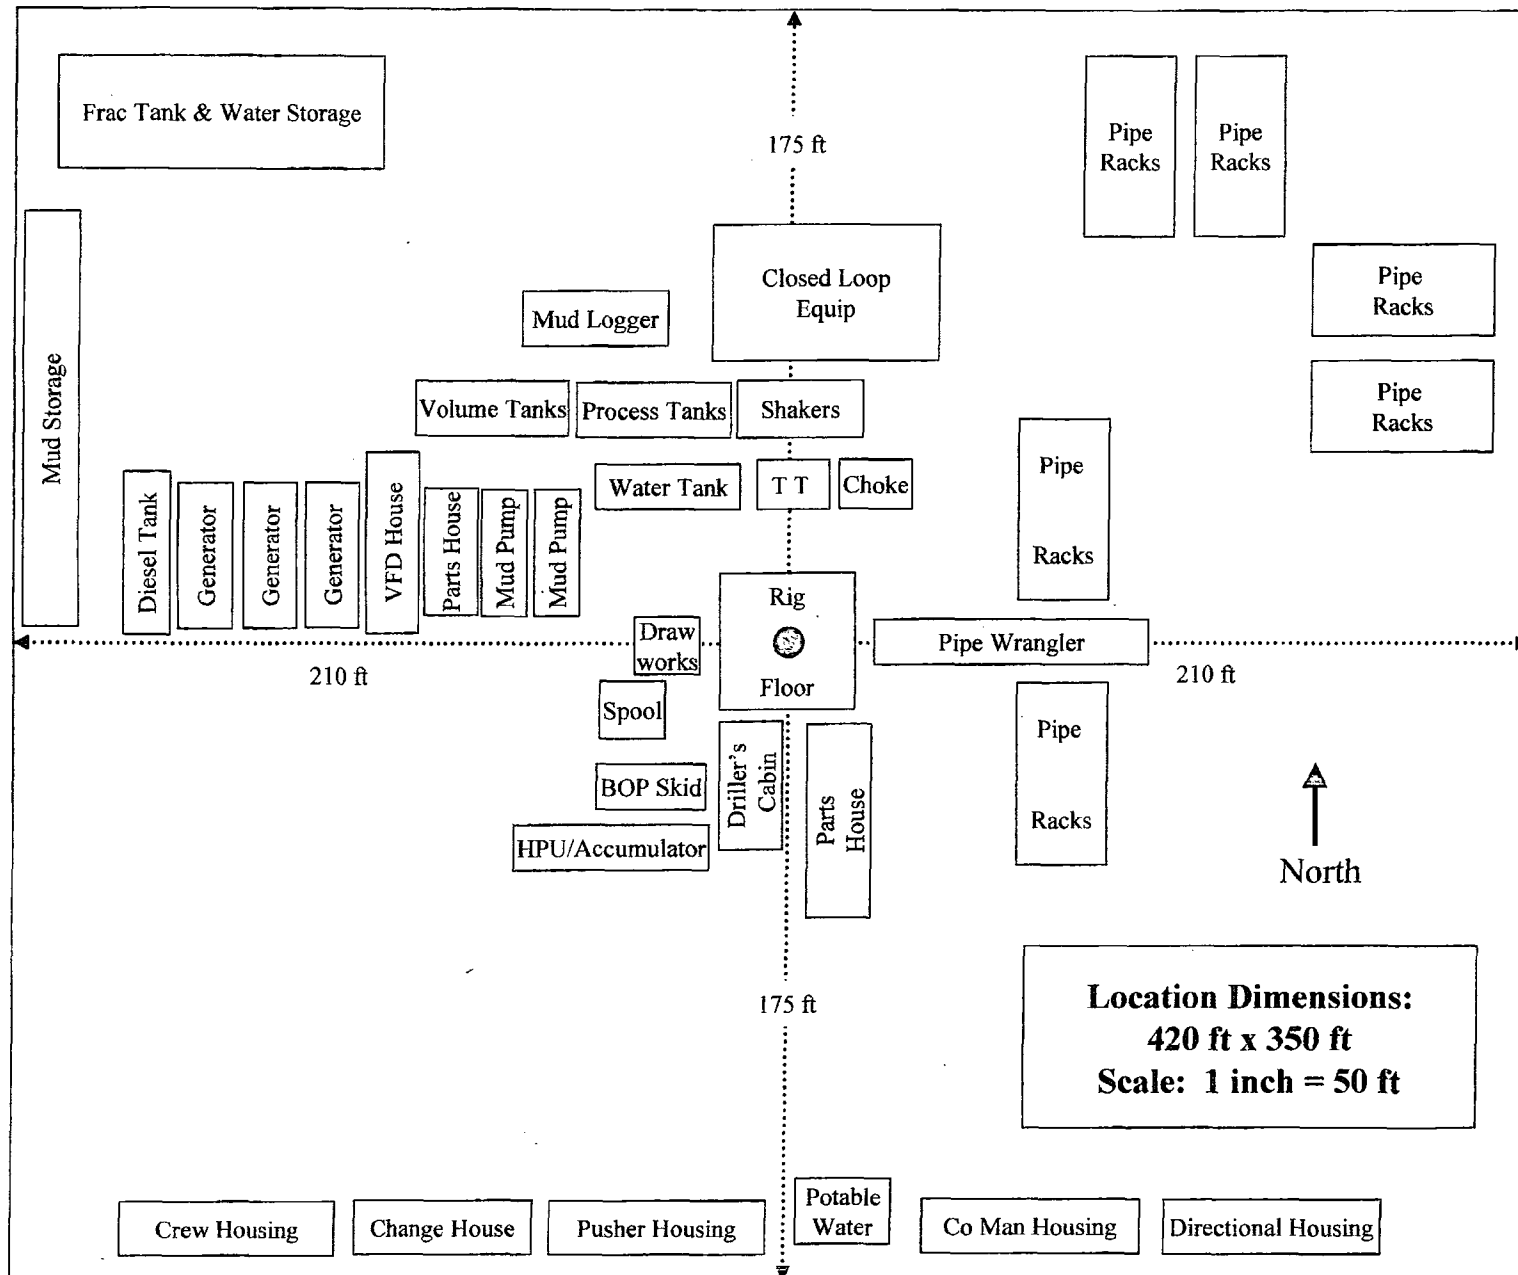 Frac Tank & Water Storage
175 ft
Pipe
Racks
Pipe
Racks
Closed Loop
Equip
Pipe
Racks
Mud Logger
Pipe
Racks
Mud Storage
Volume Tanks
Process Tanks
Shakers
Water Tank
T T
Choke
Pipe
Racks
Diesel Tank
Generator
Generator
Generator
VFD House
Parts House
Mud Pump
Mud Pump
Rig
Floor
Draw
works
Pipe Wrangler
210 ft
210 ft
Spool
Pipe
Racks
BOP Skid
Driller's
Cabin
Parts
House
HPU/Accumulator
North
175 ft
Location Dimensions:
420 ft x 350 ft
Scale: 1 inch = 50 ft
Crew Housing
Change House
Pusher Housing
Potable
Water
Co Man Housing
Directional Housing